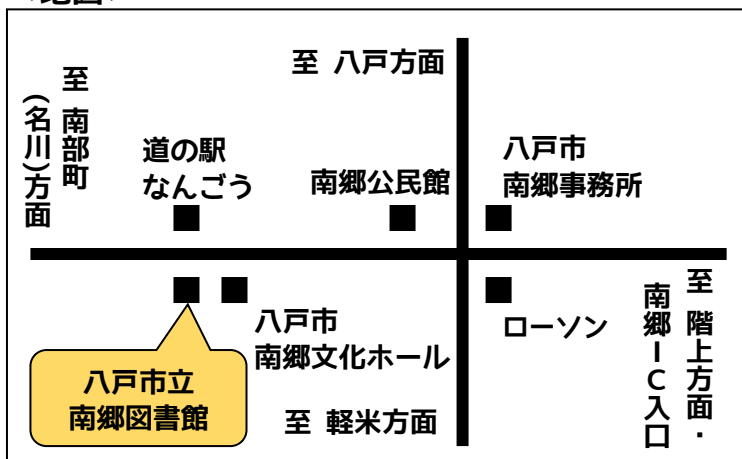 至 八戸方面
至 南部町
(名川)方面
道の駅
なんごう
南郷公民館
八戸市
南郷事務所
八戸市
南郷文化ホール
ローソン
至 階上方面・
南郷IC入口
八戸市立
南郷図書館
至 軽米方面